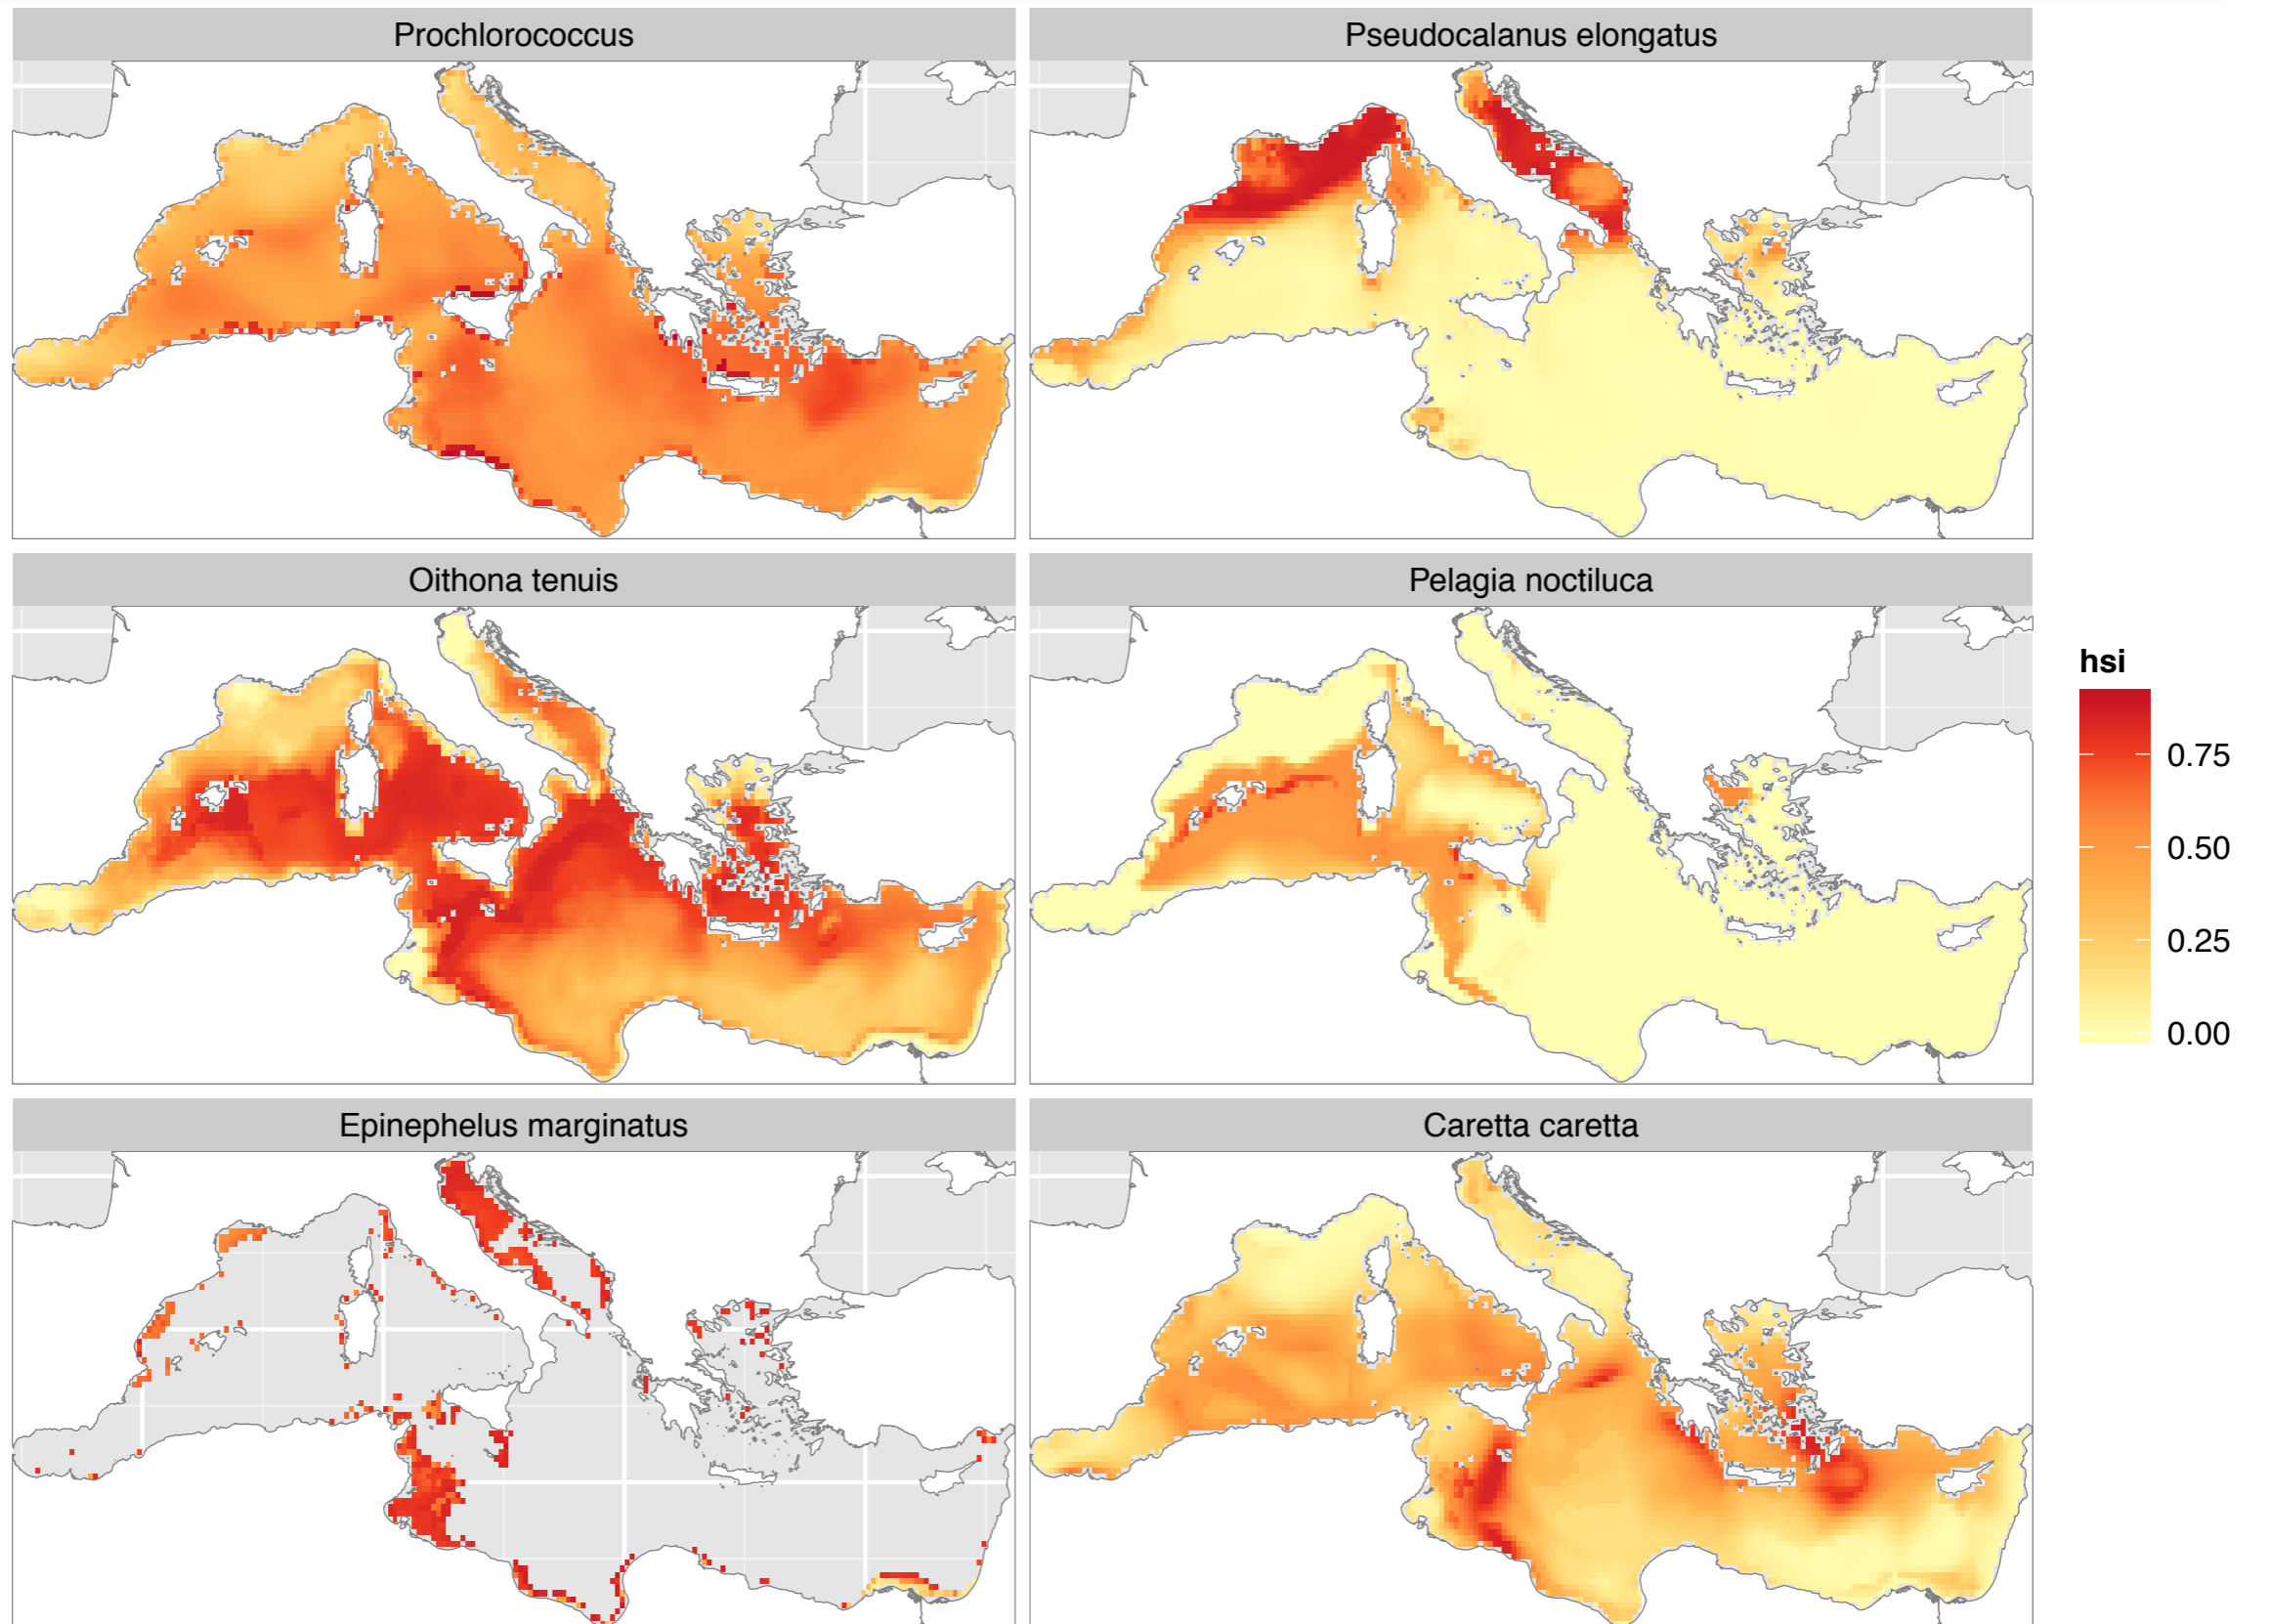 Prochlorococcus
Pseudocalanus elongatus
Oithona tenuis
Pelagia noctiluca
hsi
0.75
0.50
0.25
0.00
Epinephelus marginatus
Caretta caretta